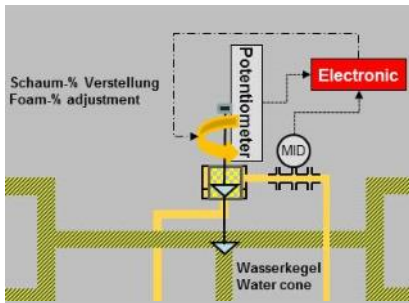 Schaum-% Verstellung
Foam-% adjustment
Potentiometer
Electronic
MID
Wasserkegel
Water cone